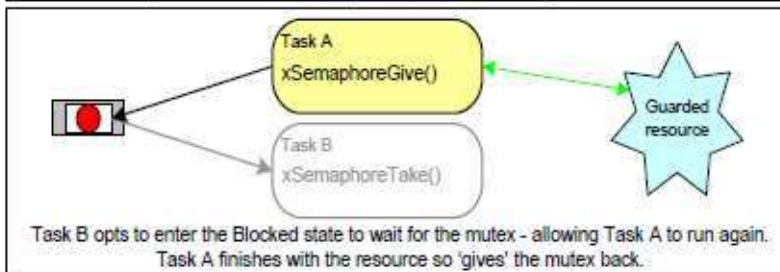 Task A
xSemaphoreGive()
Guarded
resource
Task B
xSemaphoreTake()
Task B opts to enter the Blocked state to wait for the mutex - allowing Task A to run again.
Task A finishes with the resource so 'gives' the mutex back.